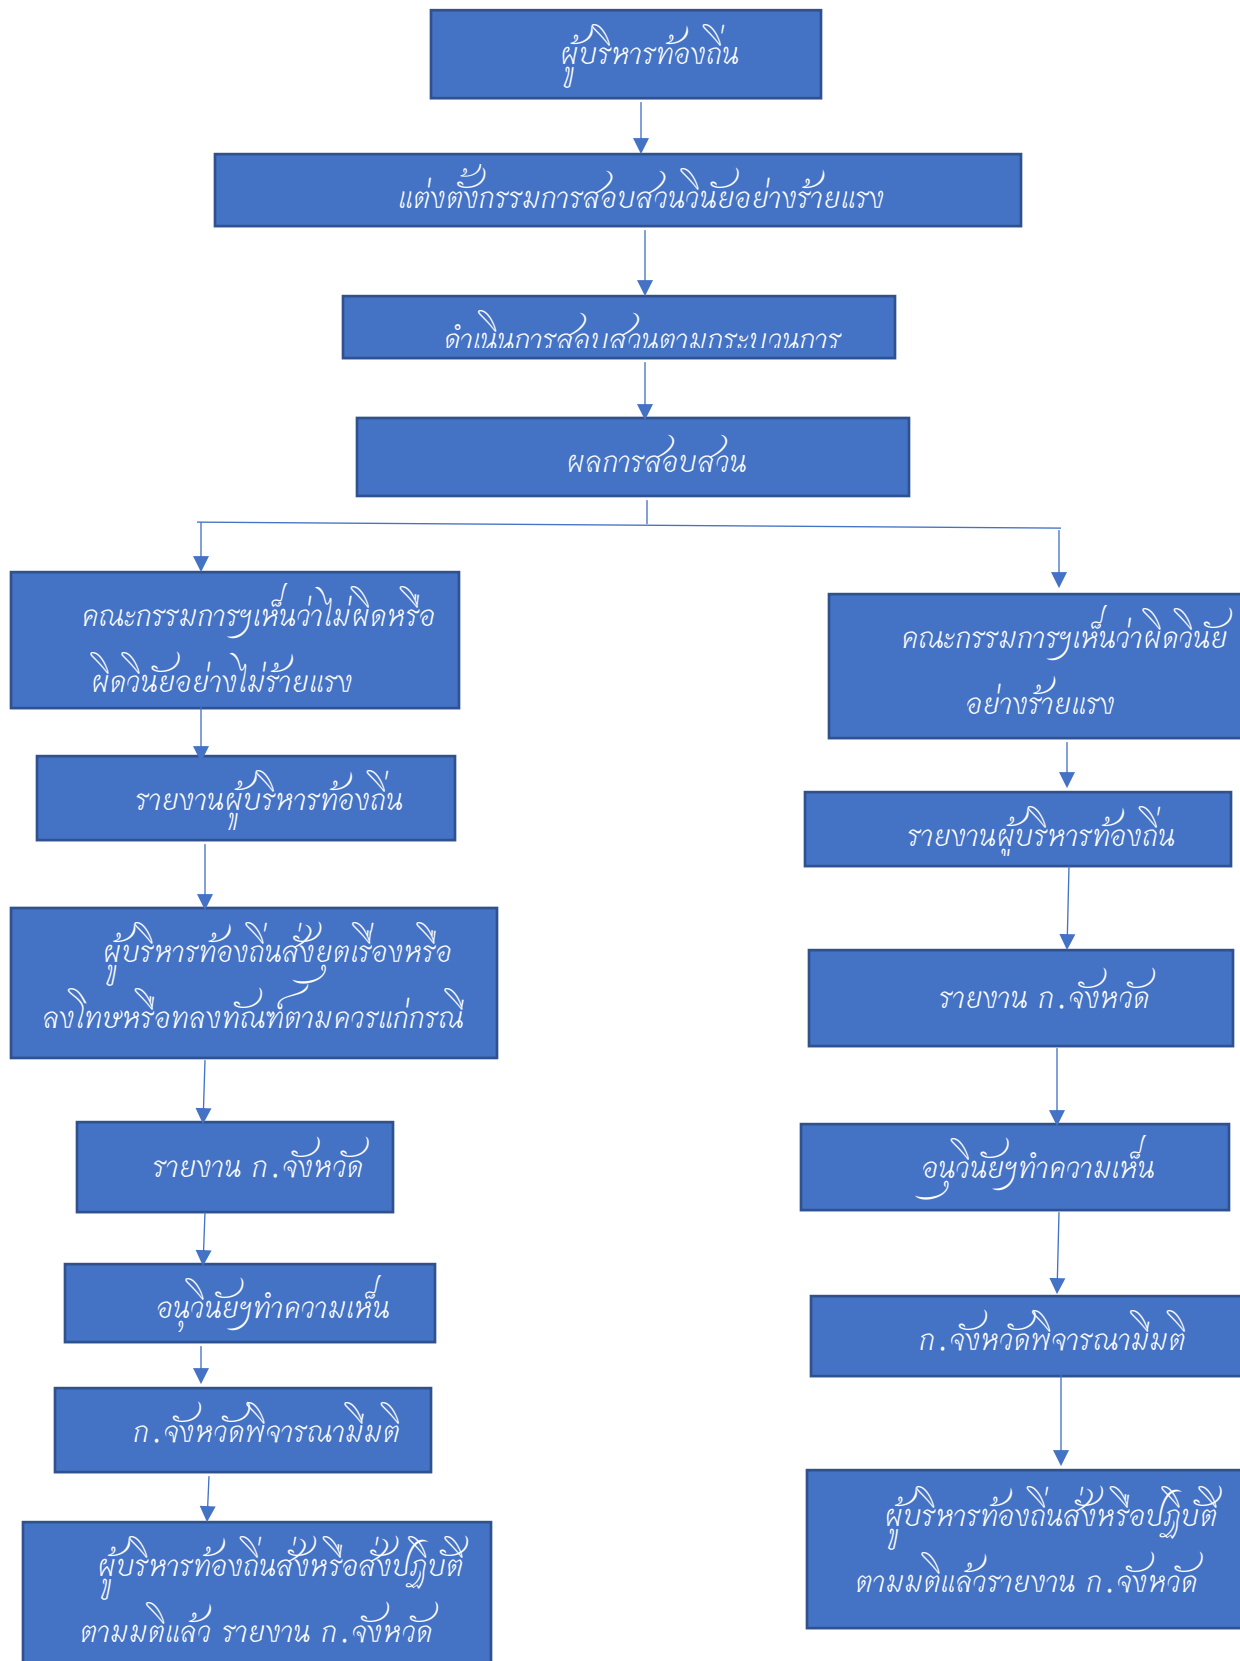 ผู้บริหารท้องถิ่น
แต่งตั้งกรรมการสอบสวนวินัยอย่างร้ายแรง
ดำเนินการสอบสวนตามกระบวนการ
ผลการสอบสวน
คณะกรรมการฯเห็นว่าไม่ผิดหรือ
ผิดวินัยอย่างไม่ร้ายแรง
รายงานผู้บริหารท้องถิ่น
ผู้บริหารท้องถิ่นสั่งยุตเรื่องหรือ
ลงโทษหรือทลงทัณฑ์ตามควรแก่กรณี
รายงาน ก.จังหวัด
อนุวินัยฯทำความเห็น
ก.จังหวัดพิจารณามีมติ
ผู้บริหารท้องถิ่นสั่งหรือสั่งปฏิบัติ
ตามมติแล้ว รายงาน ก.จังหวัด
คณะกรรมการฯเห็นว่าผิดวินัย
อย่างร้ายแรง
รายงานผู้บริหารท้องถิ่น
รายงาน ก.จังหวัด
อนุวินัยฯทำความเห็น
ก.จังหวัดพิจารณามีมติ
ผู้บริหารท้องถิ่นสั่งหรือปฏิบัติ
ตามมติแล้วรายงาน ก.จังหวัด